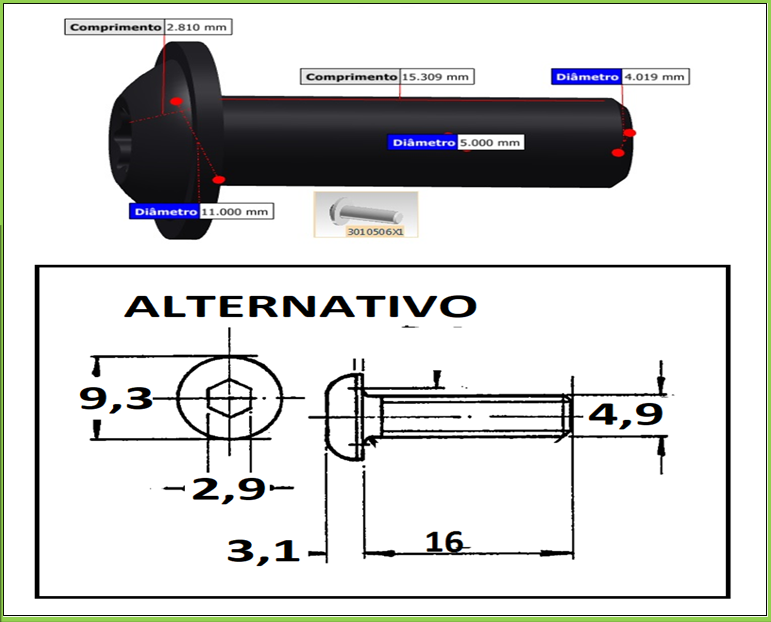 Comprimento 2.810 mm
Comprimento 15.309 mm
Diâmetro 4.019 mm
Diâmetro 5.000 mm
Diâmetro 11.000 mm
3010506X1
ALTERNATIVO
9,3
4,9
2,9
3,1
16